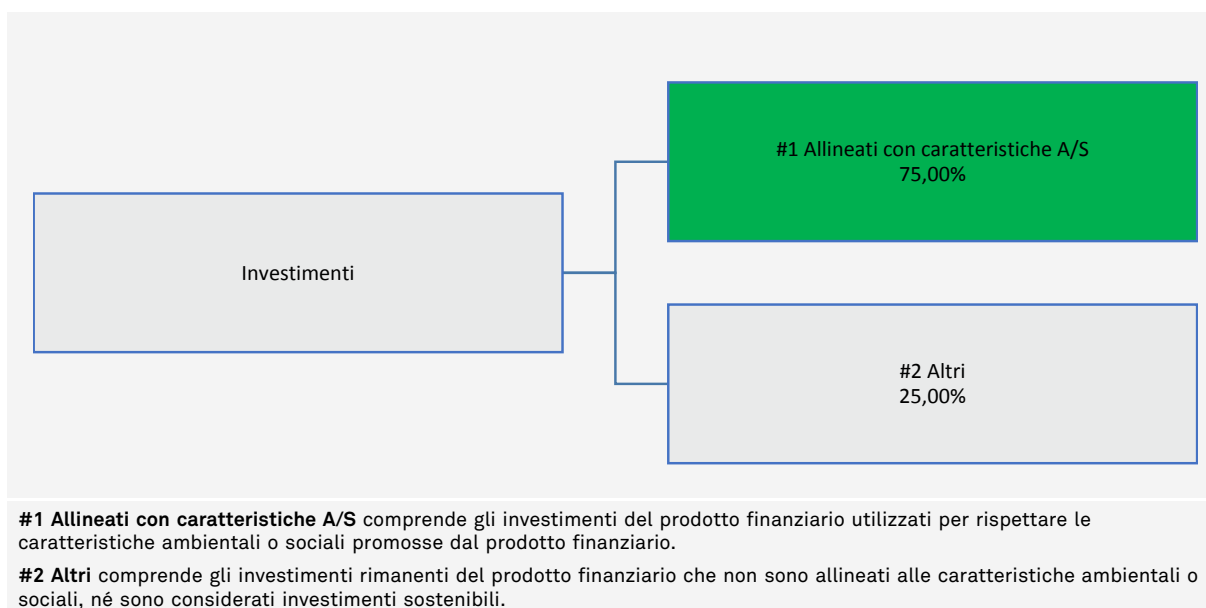 #1 Allineati con caratteristiche A/S
75,00%
Investimenti
#2 Altri
25,00%
#1 Allineati con caratteristiche A/S comprende gli investimenti del prodotto finanziario utilizzati per rispettare le
caratteristiche ambientali o sociali promosse dal prodotto finanziario.
#2 Altri comprende gli investimenti rimanenti del prodotto finanziario che non sono allineati alle caratteristiche ambientali o
sociali, né sono considerati investimenti sostenibili.